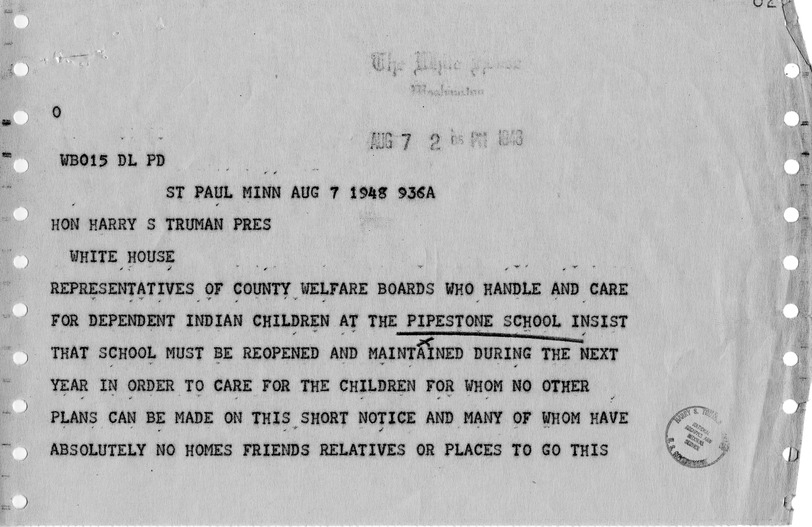 02
The White House
Washington
O
AUG 7 2 05 PM 1948
WB015 DL PD
ST PAUL MINN AUG 7 1948 936A
HON HARRY S TRUMAN PRES
WHITE HOUSE
REPRESENTATIVES OF COUNTY WELFARE BOARDS WHO HANDLE AND CARE
FOR DEPENDENT INDIAN CHILDREN AT THE PIPESTONE SCHOOL INSIST
THAT SCHOOL MUST BE REOPENED AND MAINTAINED DURING THE NEXT
YEAR IN ORDER TO CARE FOR THE CHILDREN FOR WHOM NO OTHER
PLANS CAN BE MADE ON THIS SHORT NOTICE AND MANY OF WHOM HAVE
ABSOLUTELY NO HOMES FRIENDS RELATIVES OR PLACES TO GO THIS
HARRY S.